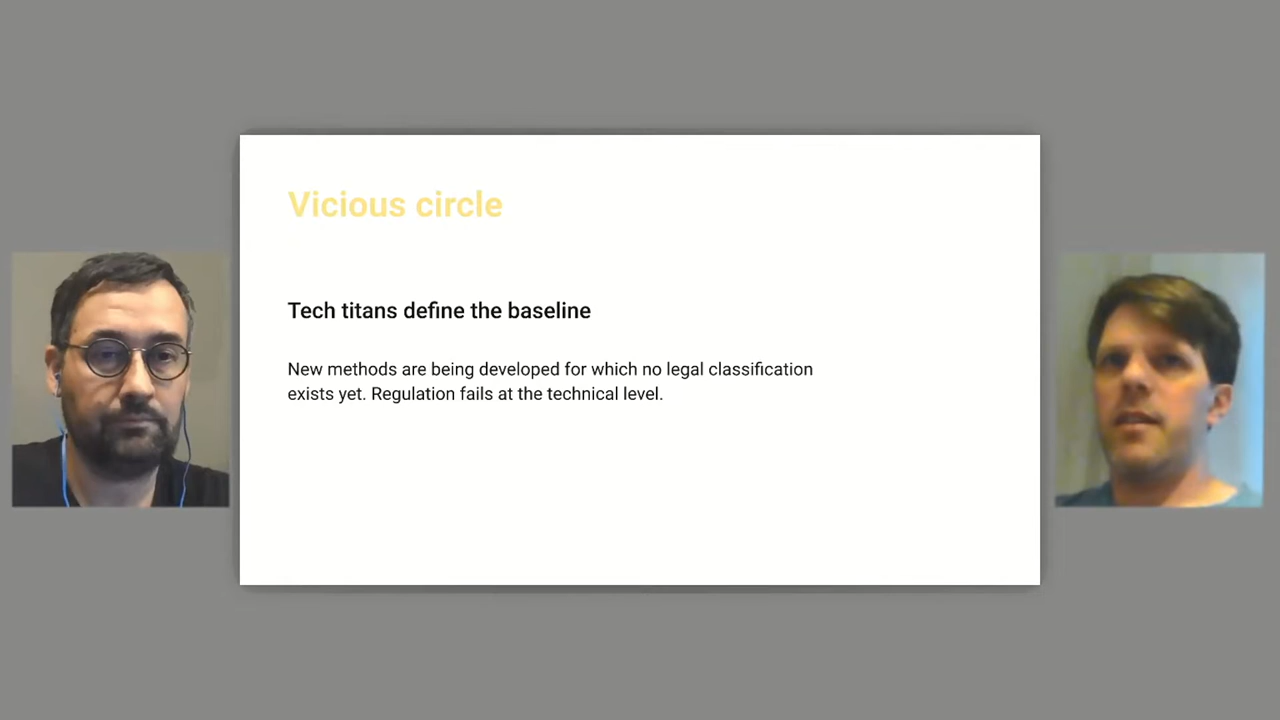 Vicious circle
Tech titans define the baseline
New methods are being developed for which no legal classification
exists yet. Regulation fails at the technical level.